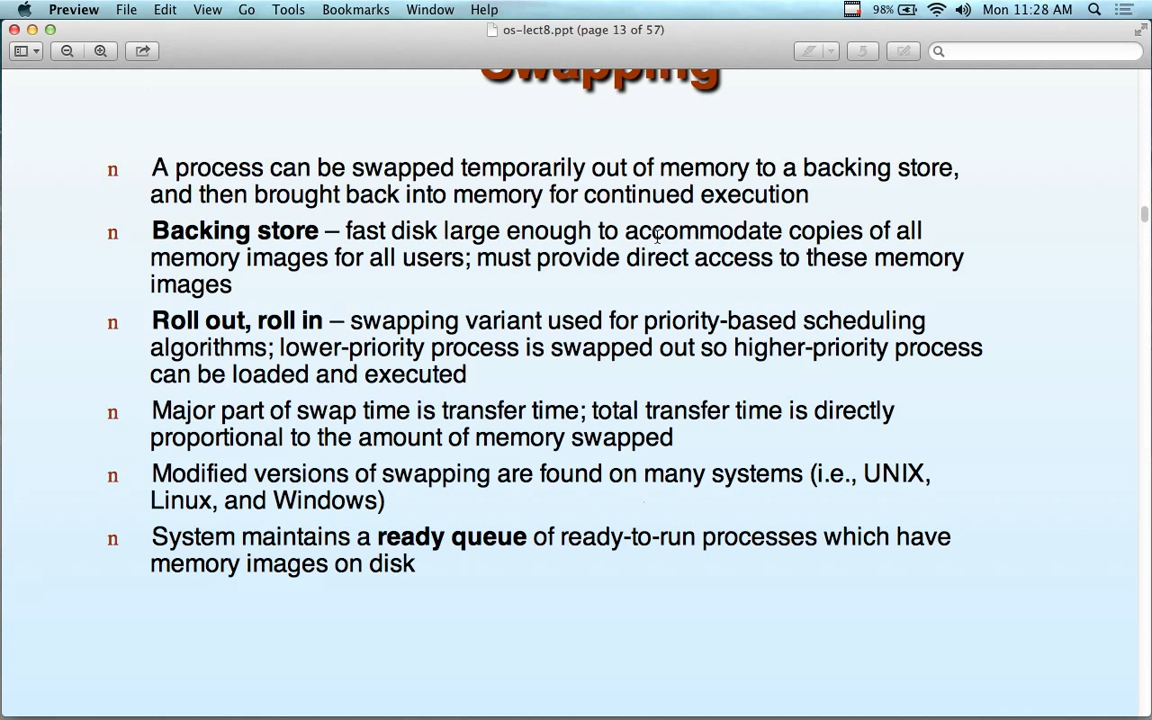 Preview File Edit View Go Tools Bookmarks Window Help 98% Mon 11:28 AM
os-lect8.ppt (page 13 of 57)
Swapping
n A process can be swapped temporarily out of memory to a backing store,
and then brought back into memory for continued execution
n Backing store – fast disk large enough to accommodate copies of all
memory images for all users; must provide direct access to these memory
images
n Roll out, roll in – swapping variant used for priority-based scheduling
algorithms; lower-priority process is swapped out so higher-priority process
can be loaded and executed
n Major part of swap time is transfer time; total transfer time is directly
proportional to the amount of memory swapped
n Modified versions of swapping are found on many systems (i.e., UNIX,
Linux, and Windows)
n System maintains a ready queue of ready-to-run processes which have
memory images on disk